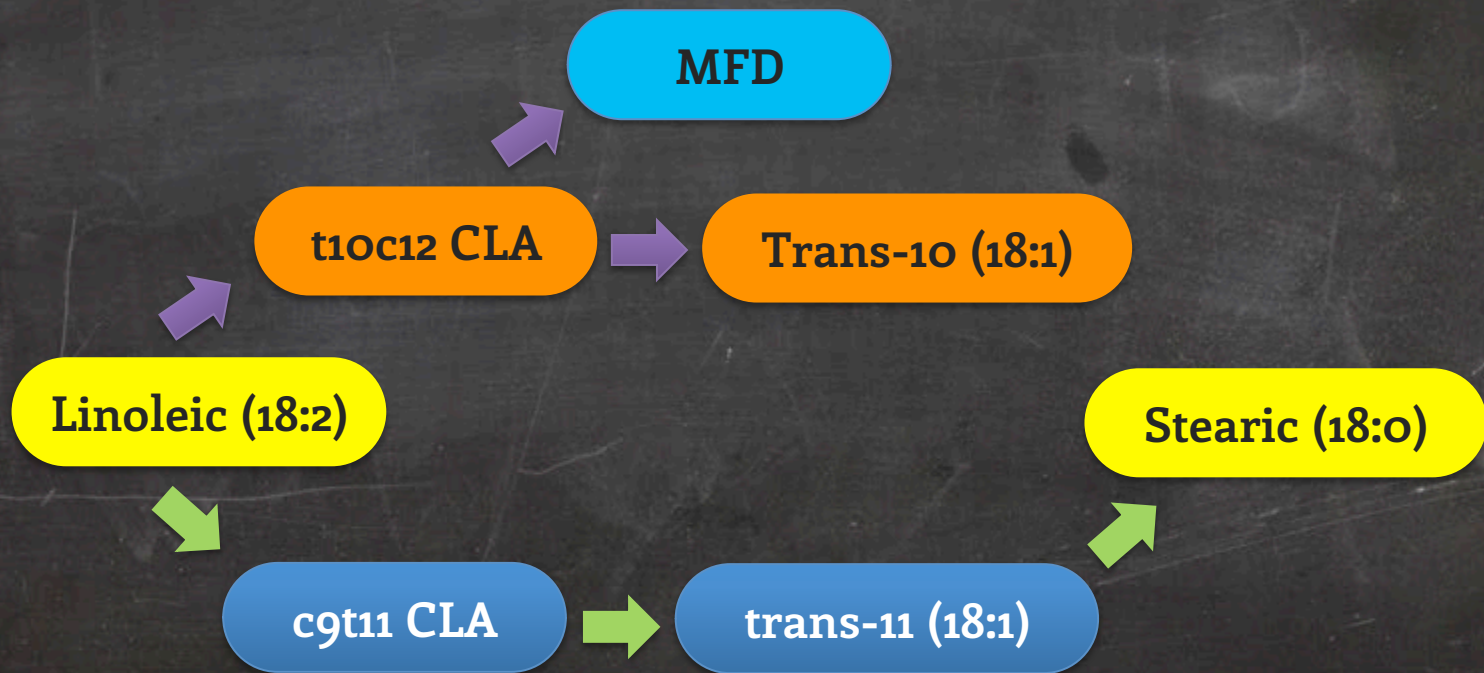 MFD
t10c12 CLA
Trans-10 (18:1)
Linoleic (18:2)
Stearic (18:0)
c9t11 CLA
trans-11 (18:1)